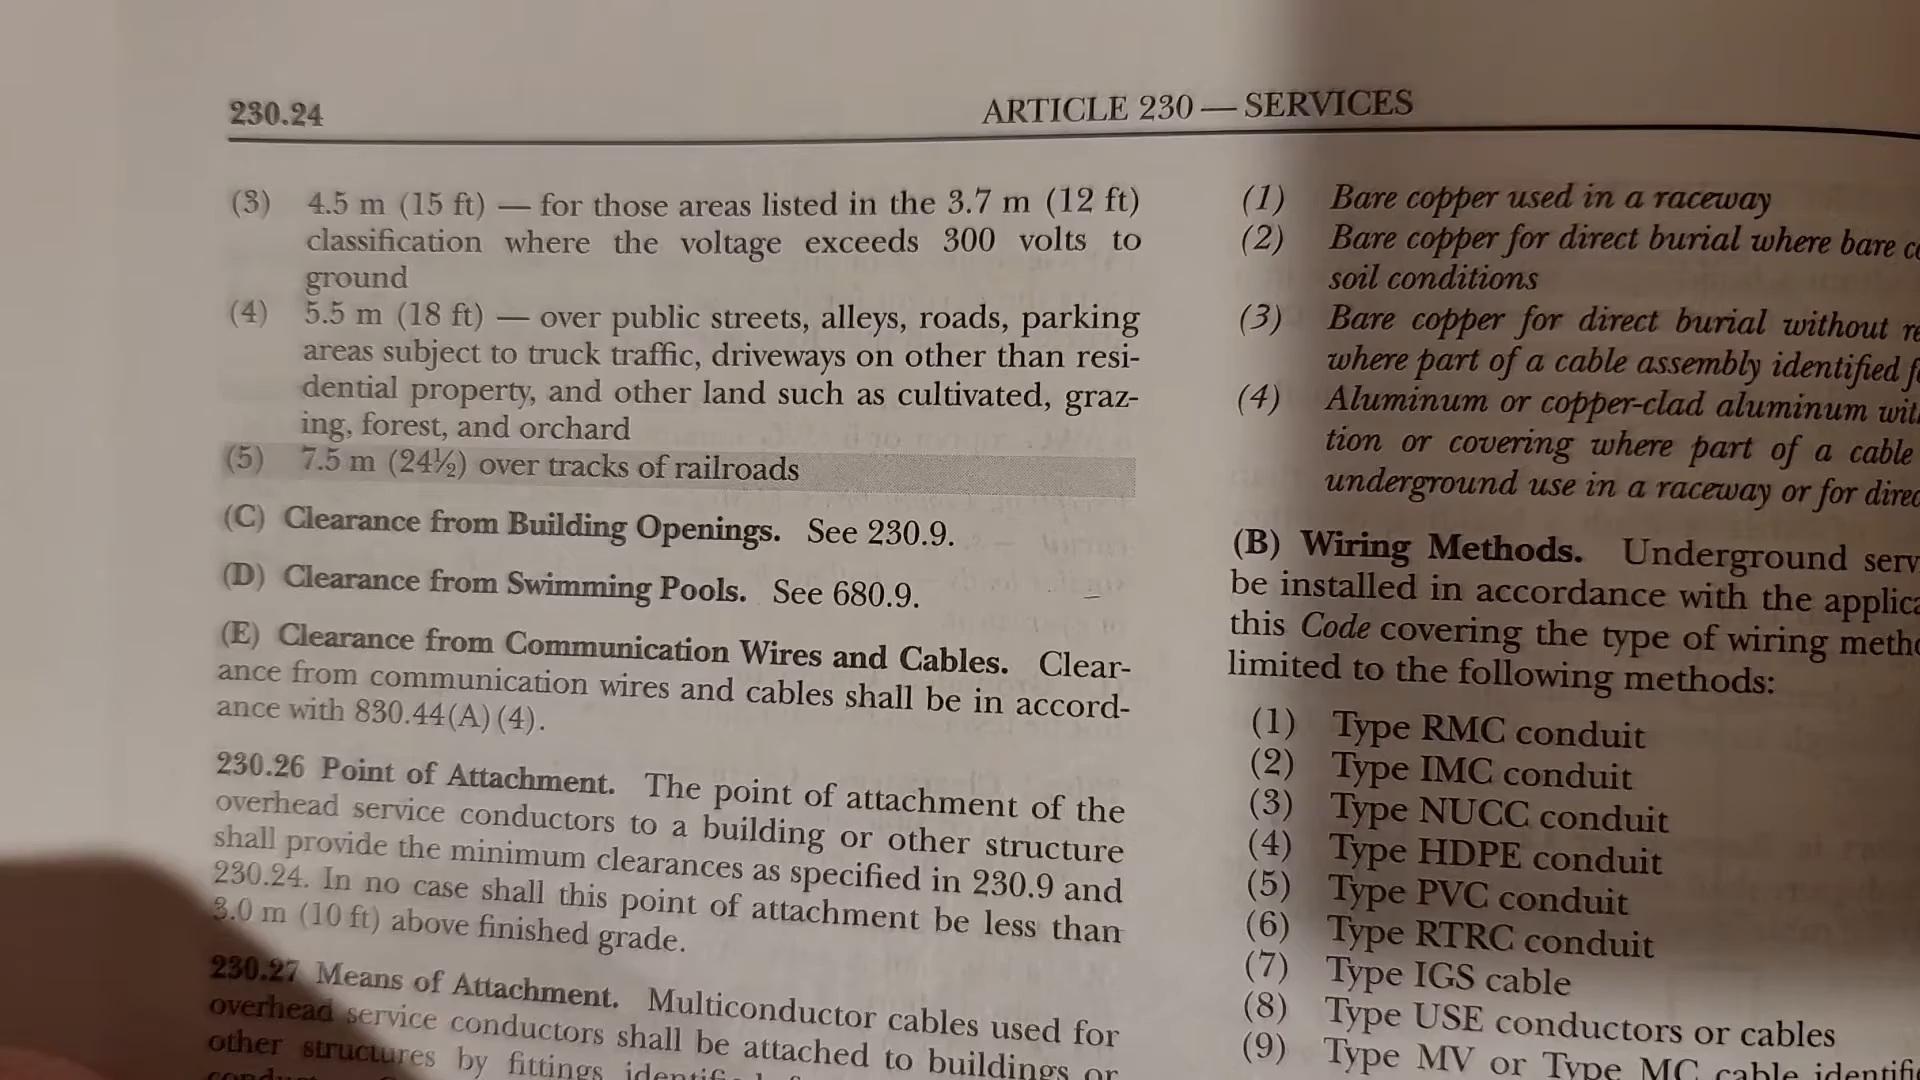 230.24
ARTICLE 230 — SERVICES
(3) 4.5 m (15 ft) — for those areas listed in the 3.7 m (12 ft)
classification where the voltage exceeds 300 volts to
ground
(4) 5.5 m (18 ft) — over public streets, alleys, roads, parking
areas subject to truck traffic, driveways on other than resi-
dential property, and other land such as cultivated, graz-
ing, forest, and orchard
(5) 7.5 m (24½) over tracks of railroads
(C) Clearance from Building Openings. See 230.9.
(D) Clearance from Swimming Pools. See 680.9.
(E) Clearance from Communication Wires and Cables. Clear-
ance from communication wires and cables shall be in accord-
ance with 830.44(A)(4).
230.26 Point of Attachment. The point of attachment of the
overhead service conductors to a building or other structure
shall provide the minimum clearances as specified in 230.9 and
230.24. In no case shall this point of attachment be less than
3.0 m (10 ft) above finished grade.
230.27 Means of Attachment. Multiconductor cables used for
overhead service conductors shall be attached to buildings or
other structures by fittings
(1) Bare copper used in a raceway
(2) Bare copper for direct burial where bare
soil conditions
(3) Bare copper for direct burial without
where part of a cable assembly identified
(4) Aluminum or copper-clad aluminum
tion or covering where part of a cable
underground use in a raceway or for
(B) Wiring Methods. Underground
be installed in accordance with the
this Code covering the type of wiring
limited to the following methods:
(1) Type RMC conduit
(2) Type IMC conduit
(3) Type NUCC conduit
(4) Type HDPE conduit
(5) Type PVC conduit
(6) Type RTRC conduit
(7) Type IGS cable
(8) Type USE conductors or cables
(9) Type MV or Type MC cable